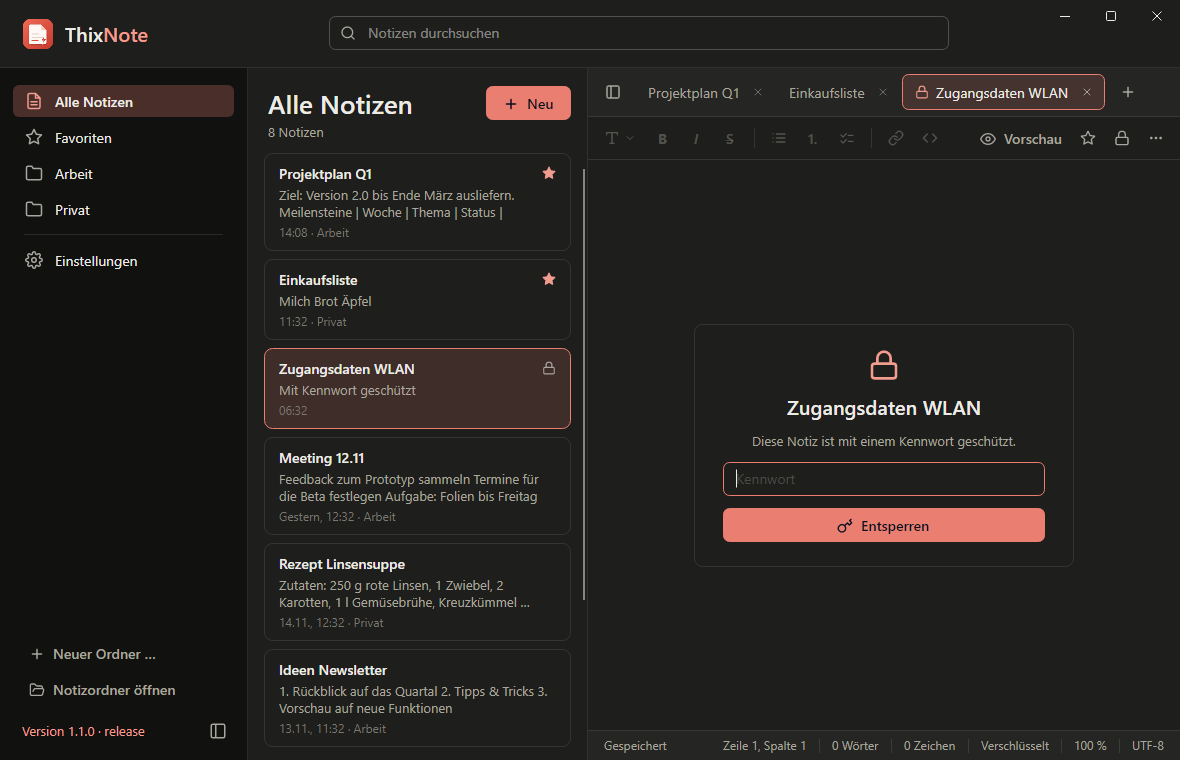 ThixNote
Notizen durchsuchen
Alle Notizen
Favoriten
Arbeit
Privat
Einstellungen
Neuer Ordner ...
Notizordner öffnen
Version 1.1.0 · release
Alle Notizen
Neu
8 Notizen
Projektplan Q1
Ziel: Version 2.0 bis Ende März ausliefern.
Meilensteine | Woche | Thema | Status |
14:08 · Arbeit
Einkaufsliste
Milch Brot Äpfel
11:32 · Privat
Zugangsdaten WLAN
Mit Kennwort geschützt
06:32
Meeting 12.11
Feedback zum Prototyp sammeln Termine für
die Beta festlegen Aufgabe: Folien bis Freitag
Gestern, 12:32 · Arbeit
Rezept Linsensuppe
Zutaten: 250 g rote Linsen, 1 Zwiebel, 2
Karotten, 1 l Gemüsebrühe, Kreuzkümmel ...
14.11., 12:32 · Privat
Ideen Newsletter
1. Rückblick auf das Quartal 2. Tipps & Tricks 3.
Vorschau auf neue Funktionen
13.11., 11:32 · Arbeit
Projektplan Q1
Einkaufsliste
Zugangsdaten WLAN
T B I S 1. Vorschau
Zugangsdaten WLAN
Diese Notiz ist mit einem Kennwort geschützt.
Kennwort
Entsperren
Gespeichert Zeile 1, Spalte 1 0 Wörter 0 Zeichen Verschlüsselt 100 % UTF-8